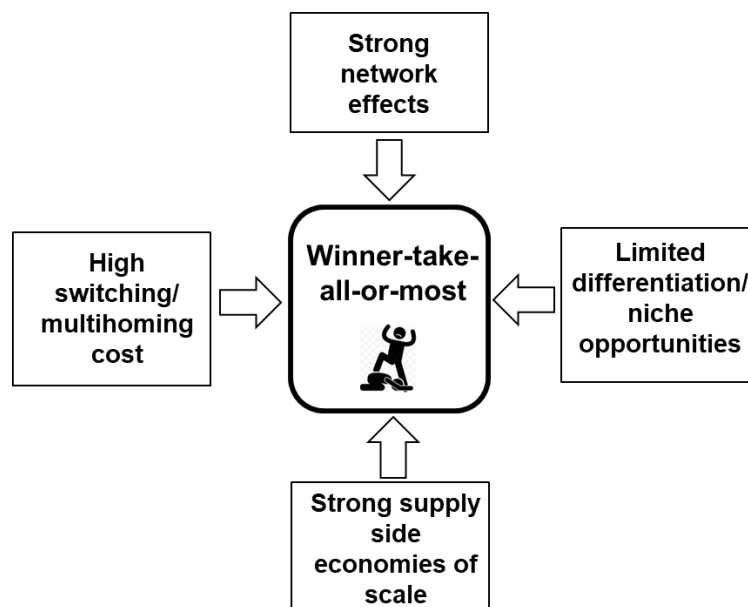 Strong
network
effects
High
switching/
multihoming
cost
Winner-take-
all-or-most
Limited
differentiation/
niche
opportunities
Strong supply
side
economies of
scale